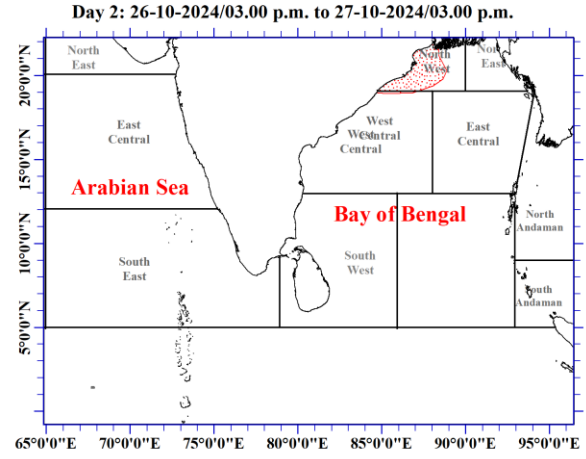 Day 2: 26-10-2024/03.00 p.m. to 27-10-2024/03.00 p.m.
20°0'0"N
15°0'0"N
10°0'0"N
5°0'0"N
North
East
East
Central
Arabian Sea
South
East
North
West
North
East
West
Central
West
Central
East
Central
Bay of Bengal
South
West
North
Andaman
South
Andaman
65°0'0"E
70°0'0"E
75°0'0"E
80°0'0"E
85°0'0"E
90°0'0"E
95°0'0"E